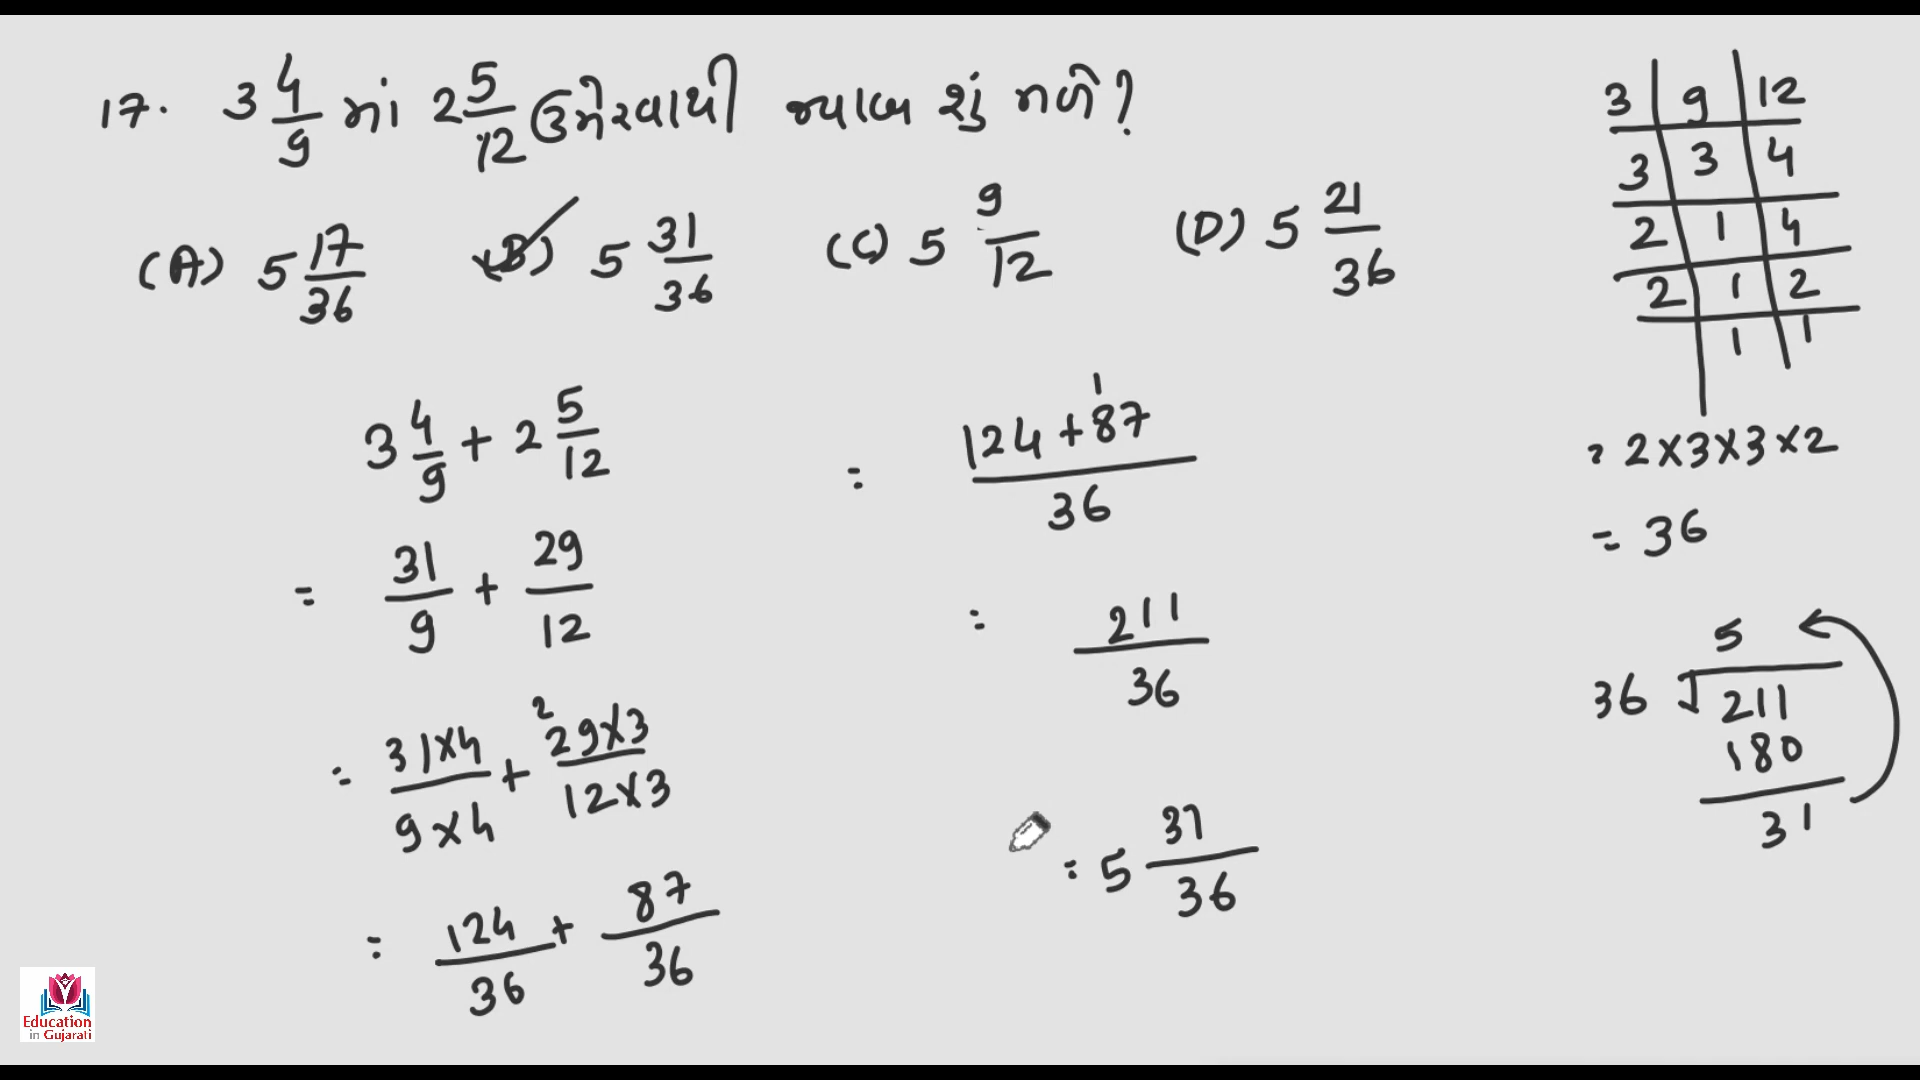 17. 3 4/9 માં 2 5/12 ઉમેરવાથી જવાબ શું મળે?
(A) 5 17/36 (B) 5 31/36 (C) 5 9/12 (D) 5 21/36
3 4/9 + 2 5/12
= 31/9 + 29/12
= 31×4/9×4 + 29×3/12×3
2
= 124/36 + 87/36
1
= 124+87/36
= 211/36
= 5 31/36
3 | 9 | 12
3 | 3 | 4
2 | 1 | 4
2 | 1 | 2
1 | 1
= 2×3×3×2
= 36
5
36 √211
180
31
Education
in Gujarati